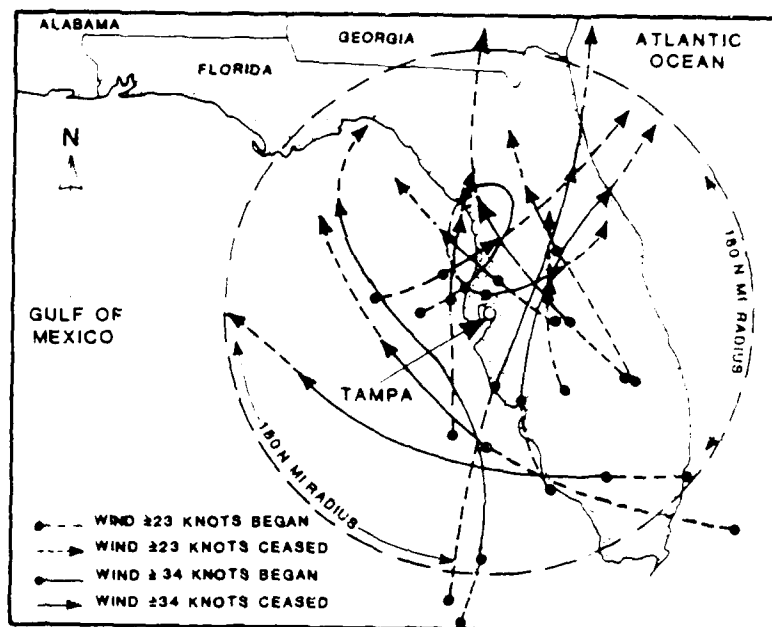 ALABAMA
GEORGIA
ATLANTIC
OCEAN
FLORIDA
N
180 N MI RADIUS
GULF OF
MEXICO
TAMPA
180 N MI RADIUS
WIND ≥23 KNOTS BEGAN
WIND ≥23 KNOTS CEASED
WIND ≥34 KNOTS BEGAN
WIND ≥34 KNOTS CEASED